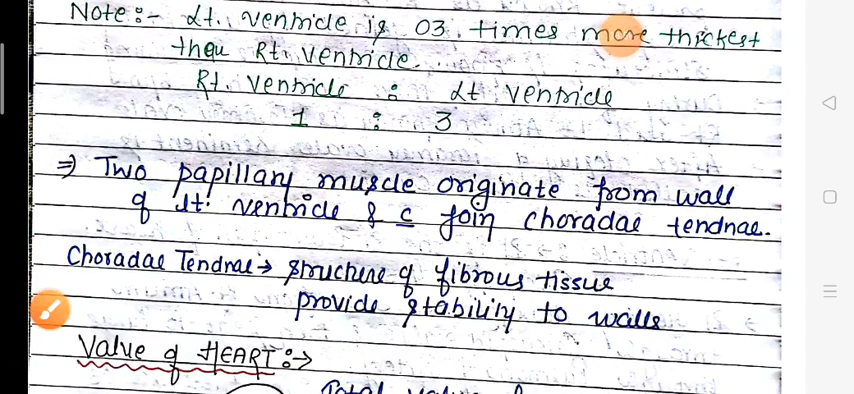 Note :- Lt. ventricle is 03 times more thickest
than Rt. ventricle.
Rt. ventricle : Lt ventricle
1 : 3
⇒ Two papillary muscle originate from wall
of Lt. ventricle & c̲ join choradae tendnae.
Choradae Tendnae → structure of fibrous tissue
provide stability to walls
Value of HEART :→
Total value